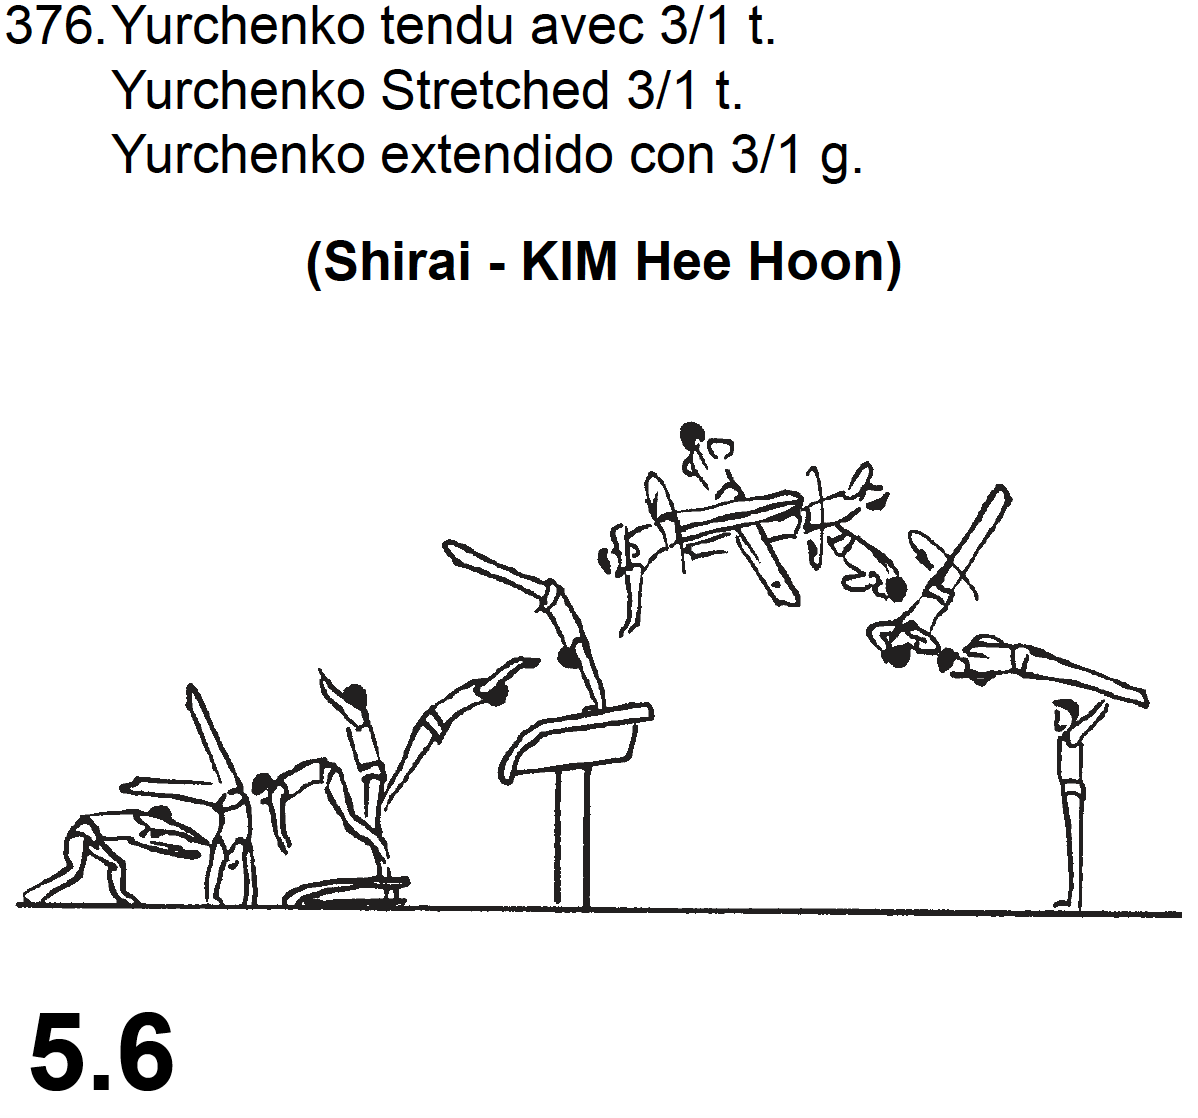 376. Yurchenko tendu avec 3/1 t.
Yurchenko Stretched 3/1 t.
Yurchenko extendido con 3/1 g.
(Shirai - KIM Hee Hoon)
5.6